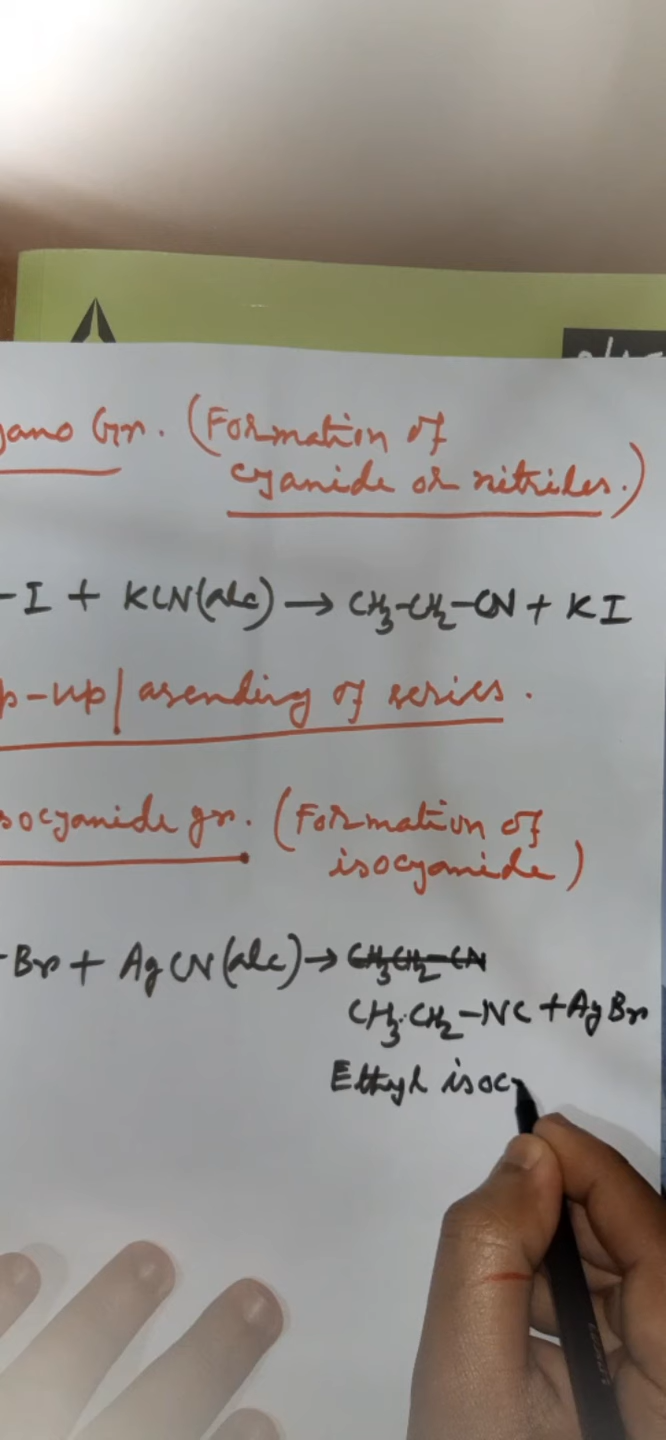 yano Gr. (Formation of
cyanide or nitriles.)
-I + KCN(alc) → CH3-CH2-CN + KI
p-up| asending of series.
socyanide gr. (Formation of
isocyanide)
-Br + AgCN(alc) → CH3CH2-CN
CH3.CH2-NC + AgBr
Ethyl isoc